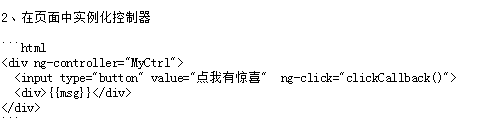 2、在页面中实例化控制器
```html
<div ng-controller="MyCtrl">
<input type="button" value="点我有惊喜" ng-click="clickCallback()">
<div>{{msg}}</div>
</div>
```